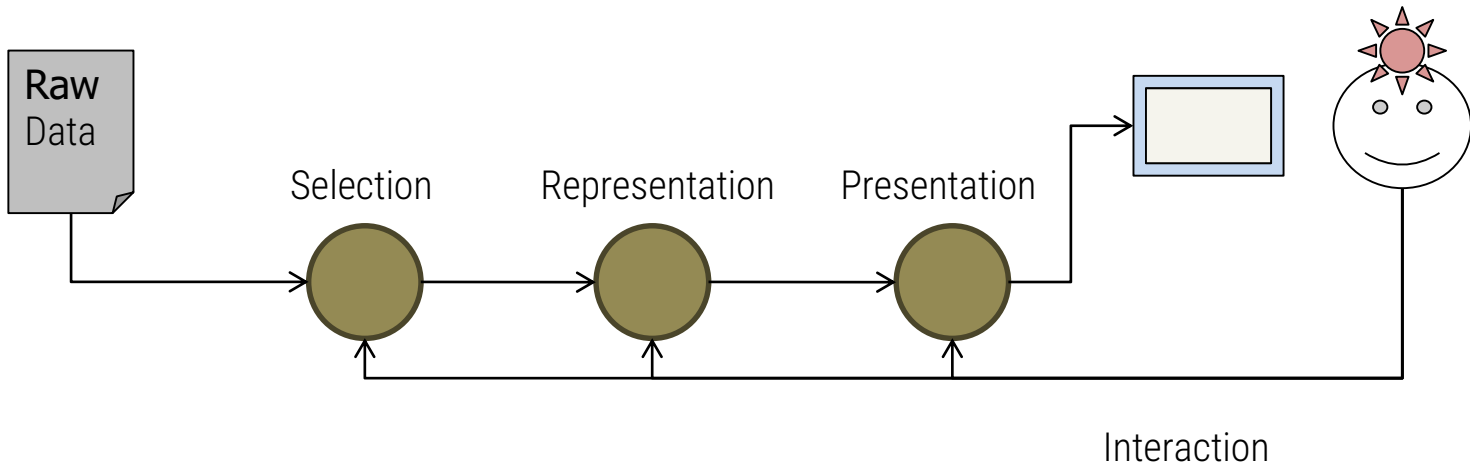 Raw
Data
Selection
Representation
Presentation
Interaction